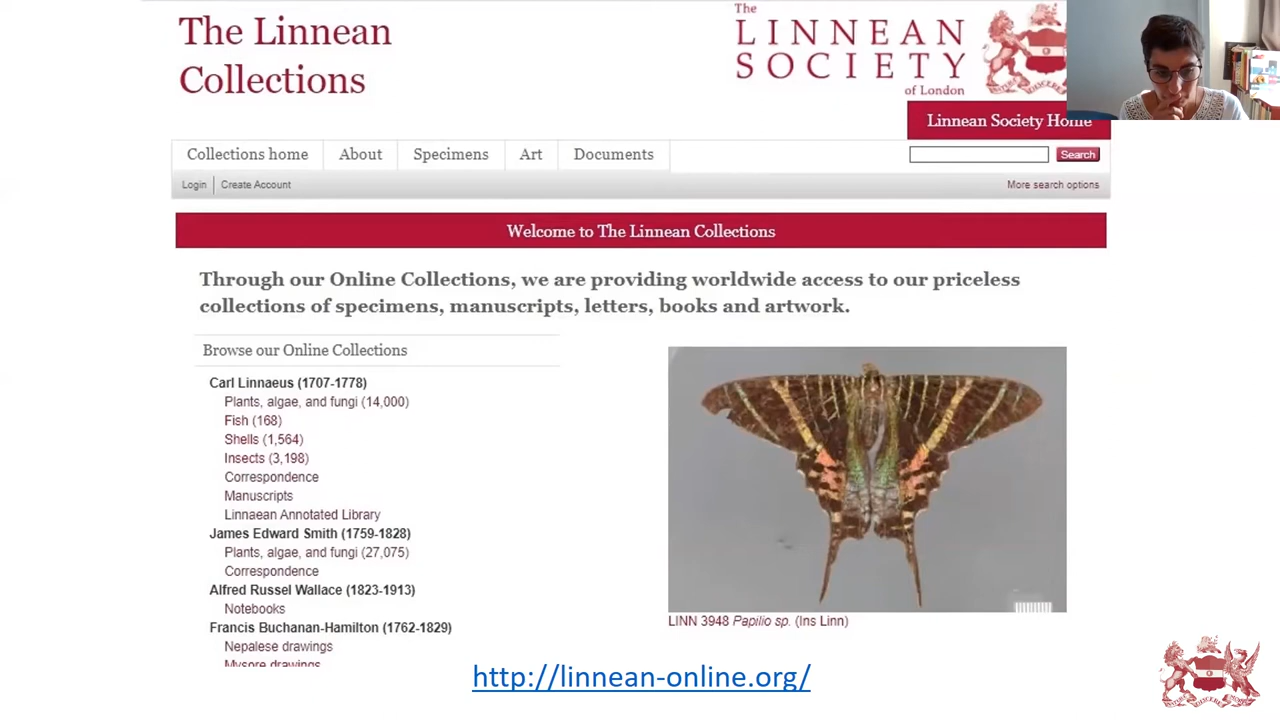 The Linnean
Collections
The
LINNEAN
SOCIETY
of London
Linnean Society Home
Collections home
About
Specimens
Art
Documents
Search
Login
Create Account
More search options
Welcome to The Linnean Collections
Through our Online Collections, we are providing worldwide access to our priceless
collections of specimens, manuscripts, letters, books and artwork.
Browse our Online Collections
Carl Linnaeus (1707-1778)
Plants, algae, and fungi (14,000)
Fish (168)
Shells (1,564)
Insects (3,198)
Correspondence
Manuscripts
Linnaean Annotated Library
James Edward Smith (1759-1828)
Plants, algae, and fungi (27,075)
Correspondence
Alfred Russel Wallace (1823-1913)
Notebooks
Francis Buchanan-Hamilton (1762-1829)
Nepalese drawings
Mysore drawings
LINN 3948 Papilio sp. (Ins Linn)
http://linnean-online.org/